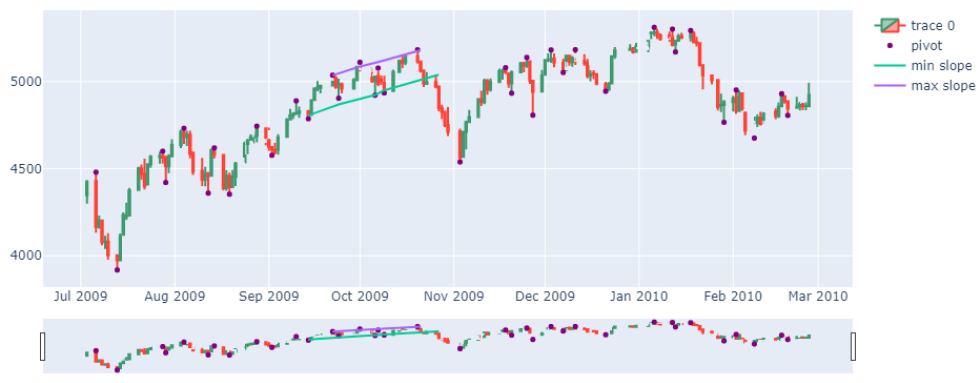 5000
4500
4000
Jul 2009 Aug 2009 Sep 2009 Oct 2009 Nov 2009 Dec 2009 Jan 2010 Feb 2010 Mar 2010
trace 0
pivot
min slope
max slope